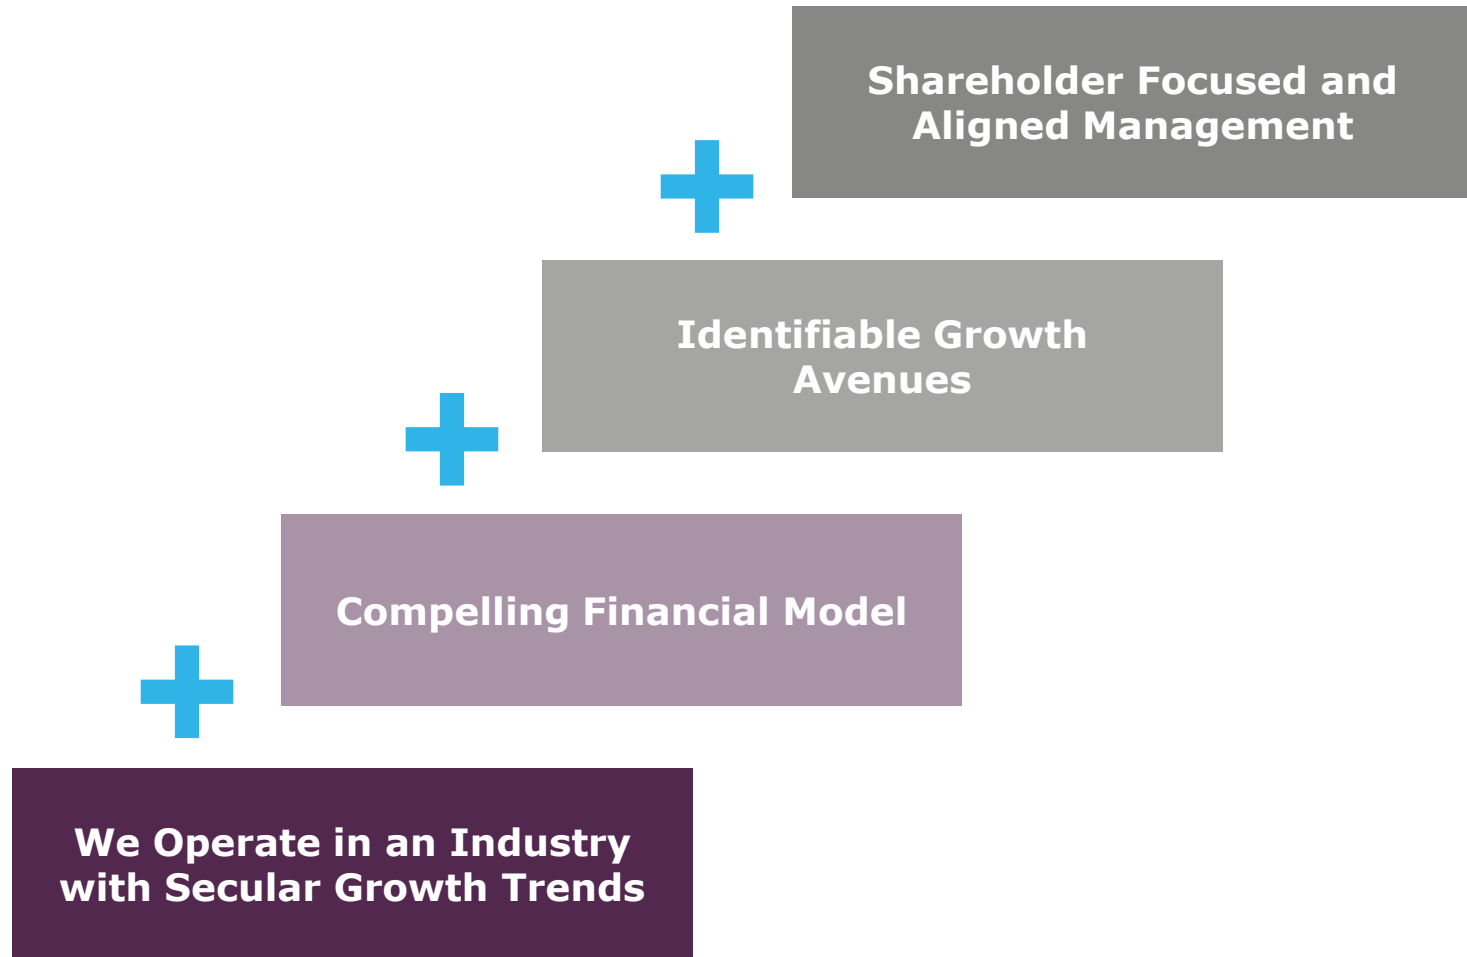 Shareholder Focused and
Aligned Management
Identifiable Growth
Avenues
Compelling Financial Model
We Operate in an Industry
with Secular Growth Trends